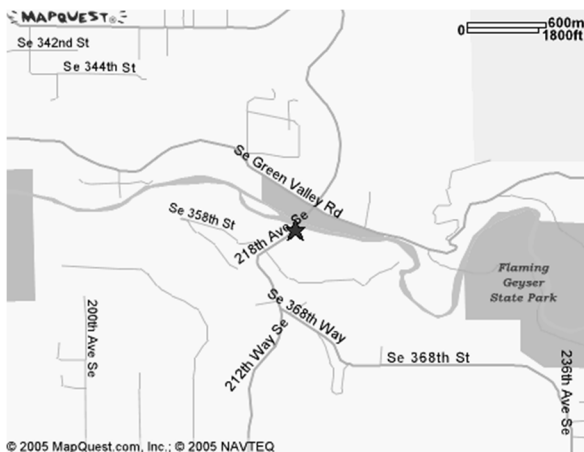 MAPQUEST®
0 600m
1800ft
Se 342nd St
Se 344th St
Se Green Valley Rd
Se 358th St
218th Ave Se
Flaming
Geyser
State Park
Se 368th Way
200th Ave Se
212th Way Se
Se 368th St
236th Ave Se
© 2005 MapQuest.com, Inc.; © 2005 NAVTEQ